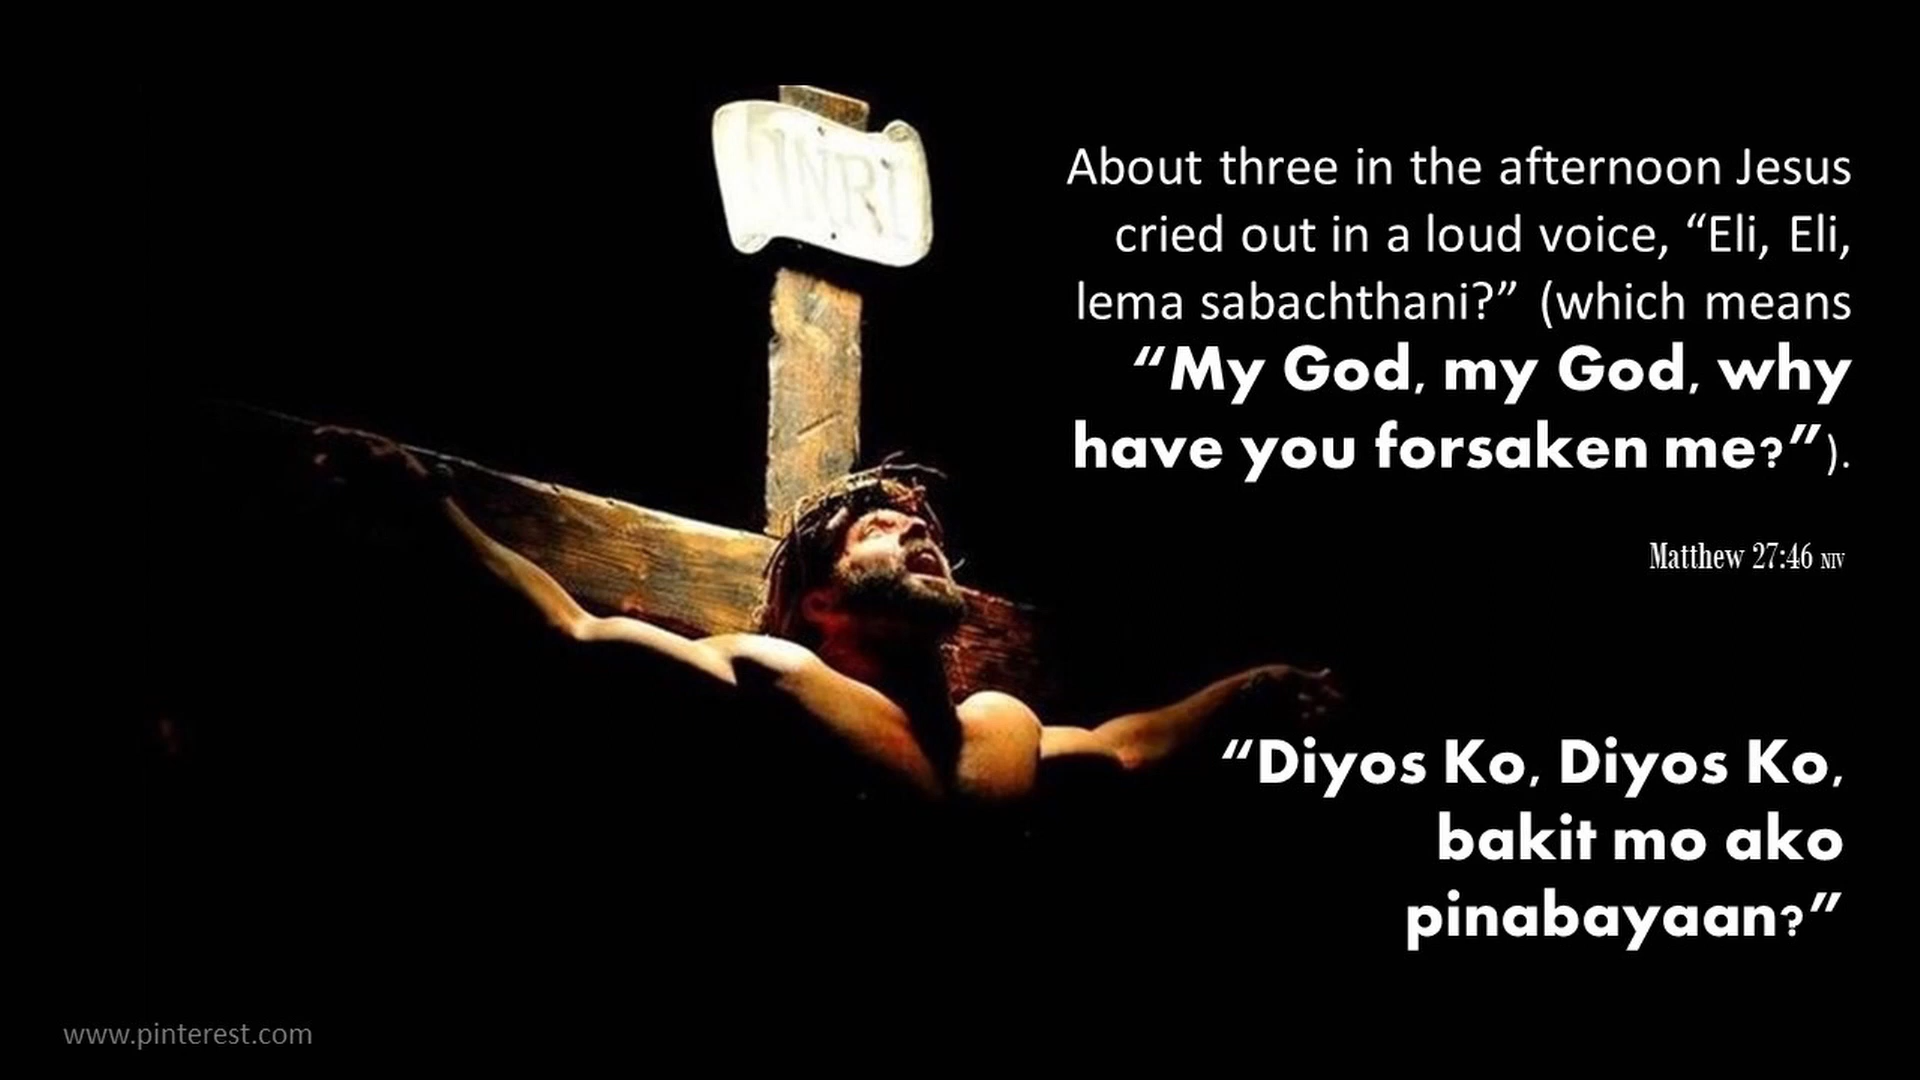 INRI
About three in the afternoon Jesus
cried out in a loud voice, “Eli, Eli,
lema sabachthani?” (which means
“My God, my God, why
have you forsaken me?”).
Matthew 27:46 NIV
“Diyos Ko, Diyos Ko,
bakit mo ako
pinabayaan?”
www.pinterest.com